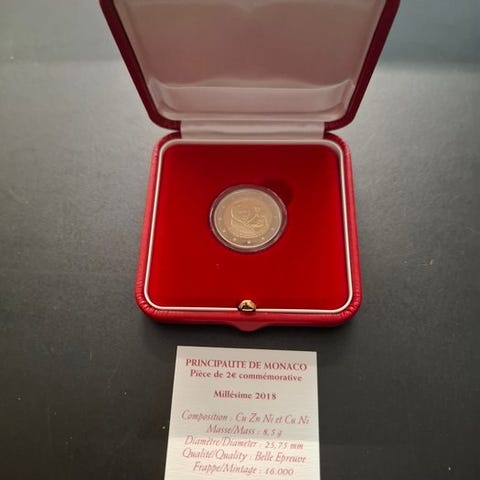 PRINCIPAUTE DE MONACO
Pièce de 2€ commémorative
Millésime 2018
Composition : Cu Zn Ni et Cu Ni
Masse/Mass : 8,5 g
Diamètre/Diameter : 25,75 mm
Qualité/Quality : Belle Epreuve
Frappe/Mintage : 16.000